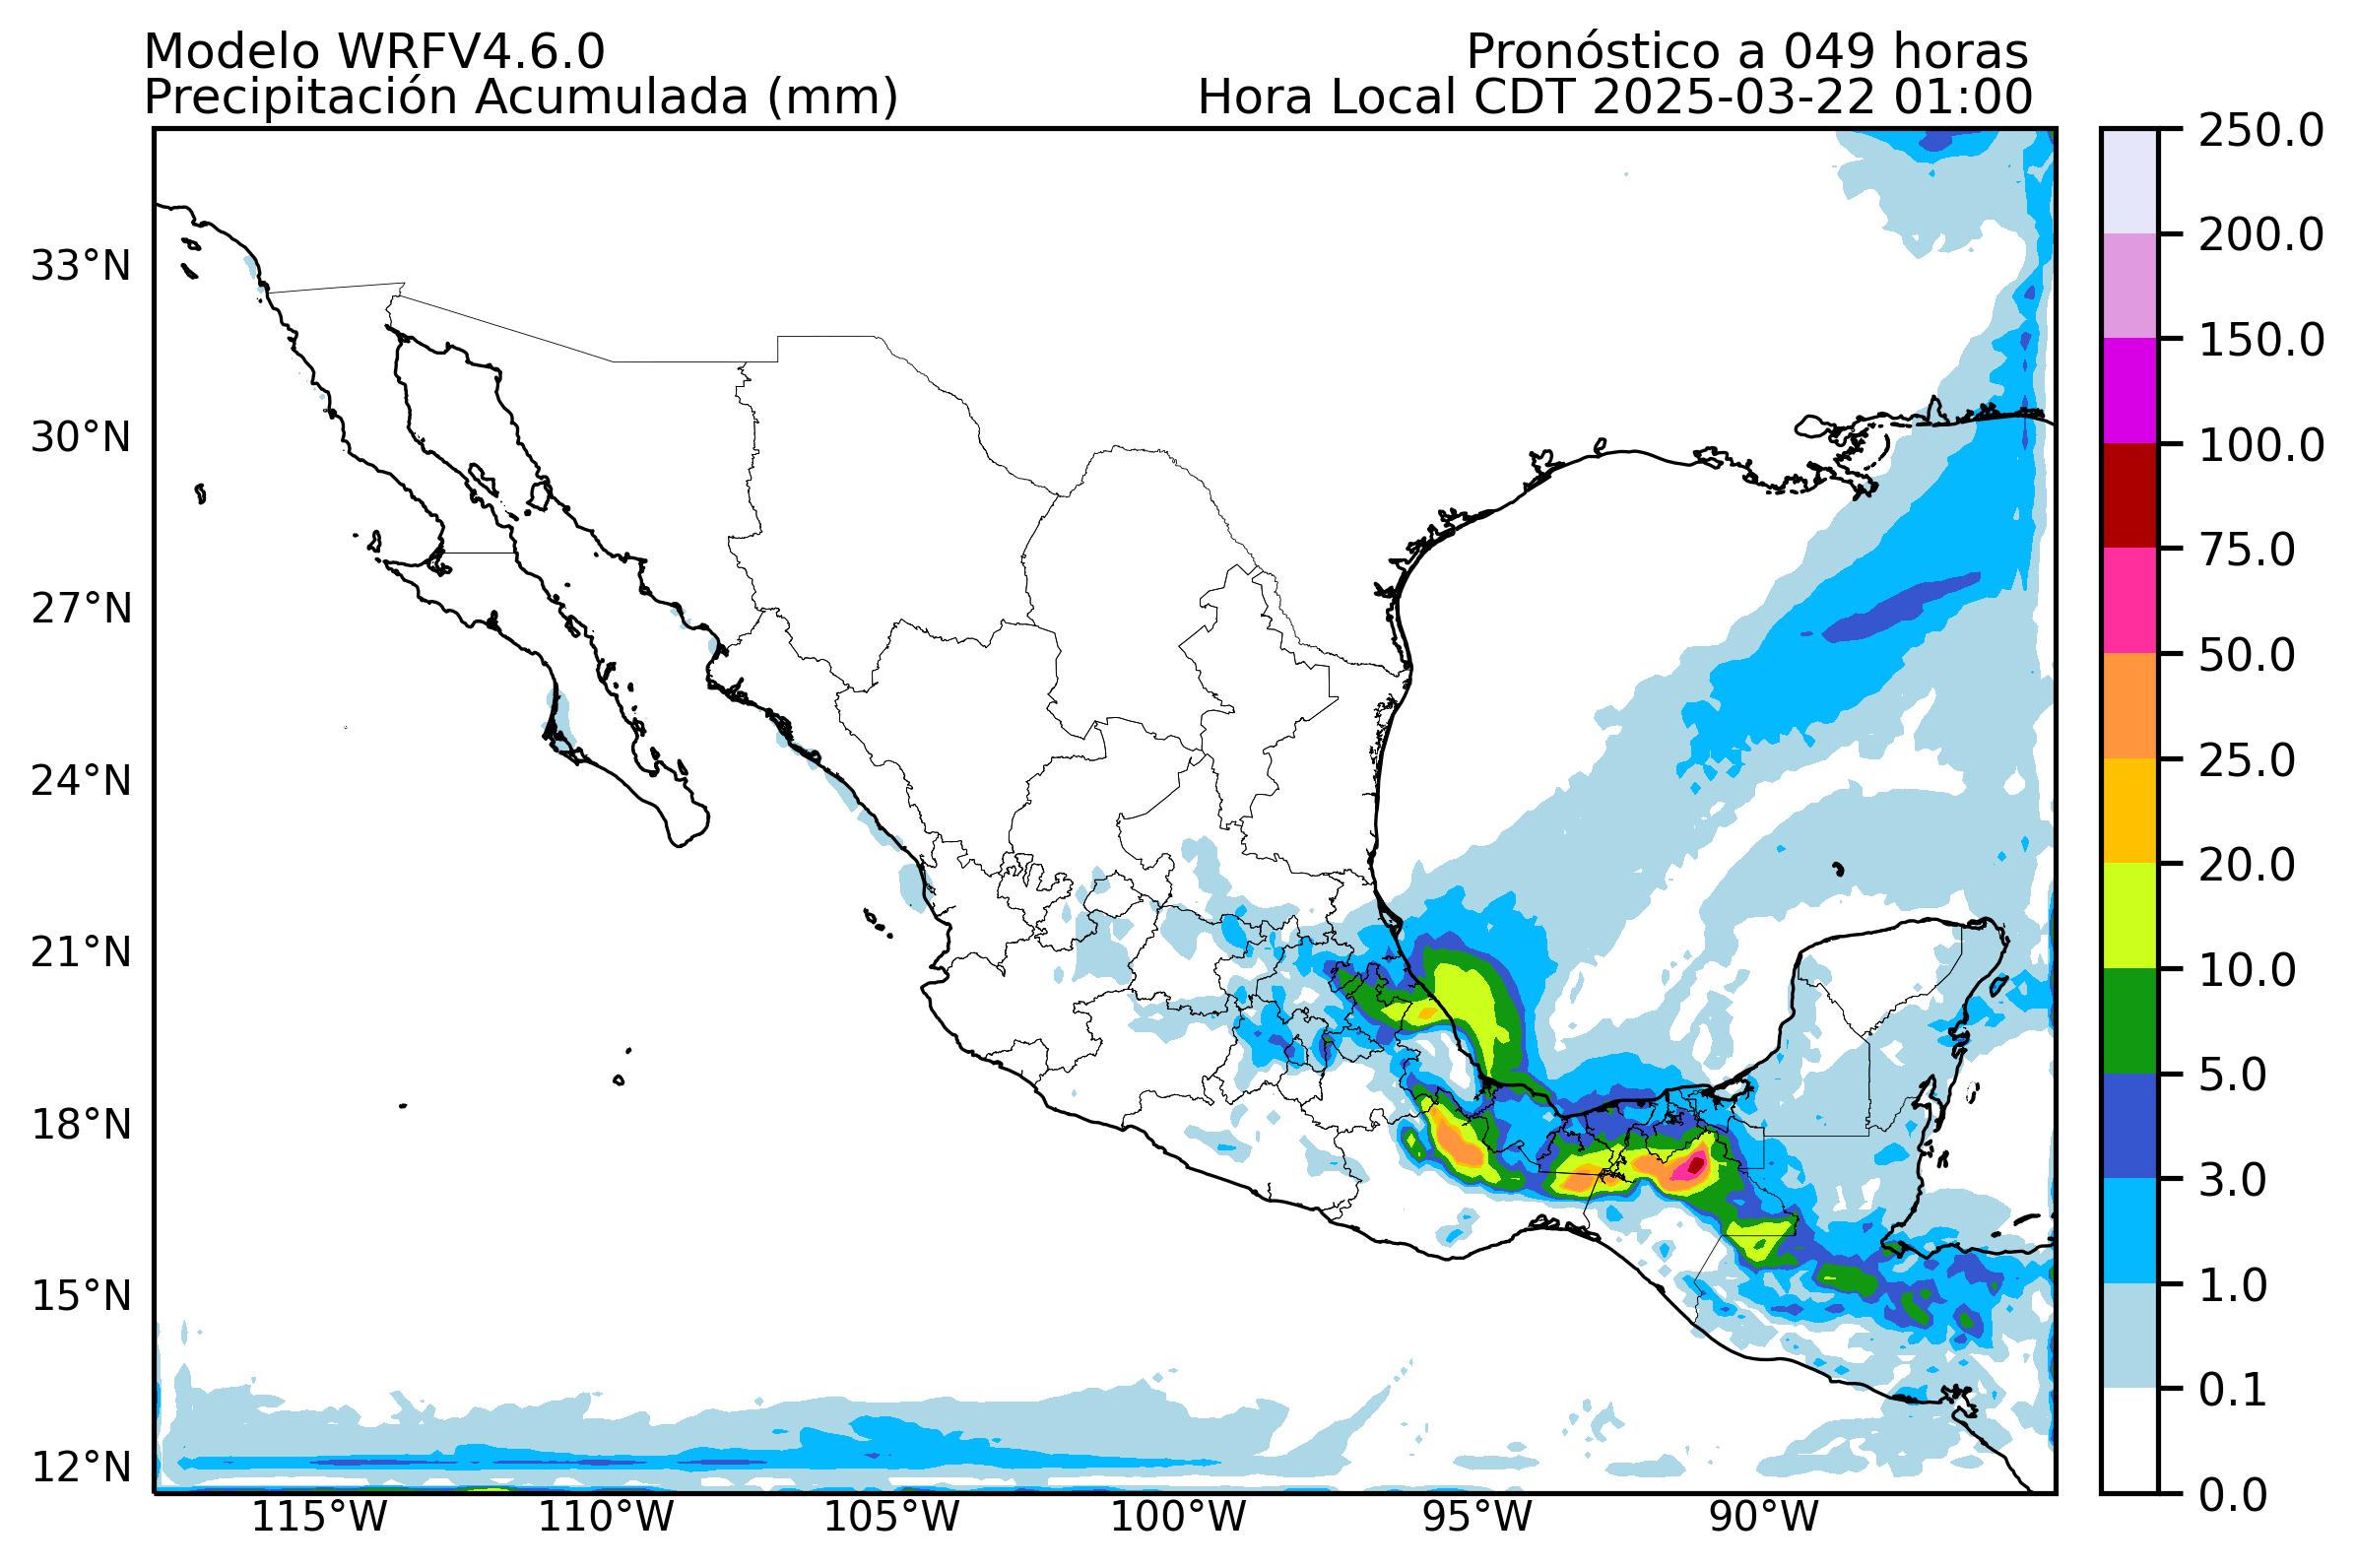 Modelo WRFV4.6.0
Pronóstico a 049 horas
Precipitación Acumulada (mm)
Hora Local CDT 2025-03-22 01:00
250.0
200.0
150.0
100.0
75.0
50.0
25.0
20.0
10.0
5.0
3.0
1.0
0.1
0.0
33°N
30°N
27°N
24°N
21°N
18°N
15°N
12°N
115°W
110°W
105°W
100°W
95°W
90°W